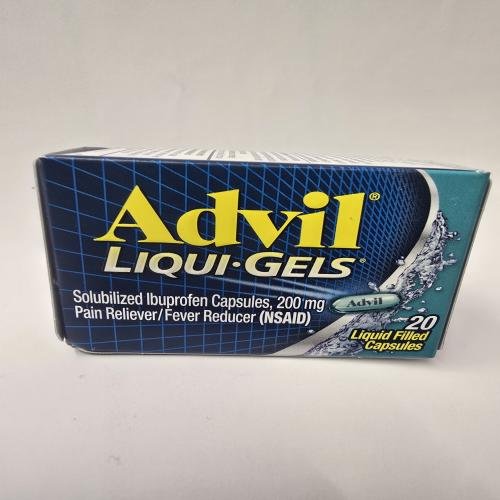 Advil®
LIQUI·GELS®
Solubilized Ibuprofen Capsules, 200 mg
Pain Reliever/Fever Reducer (NSAID)
Advil
20
Liquid Filled
Capsules